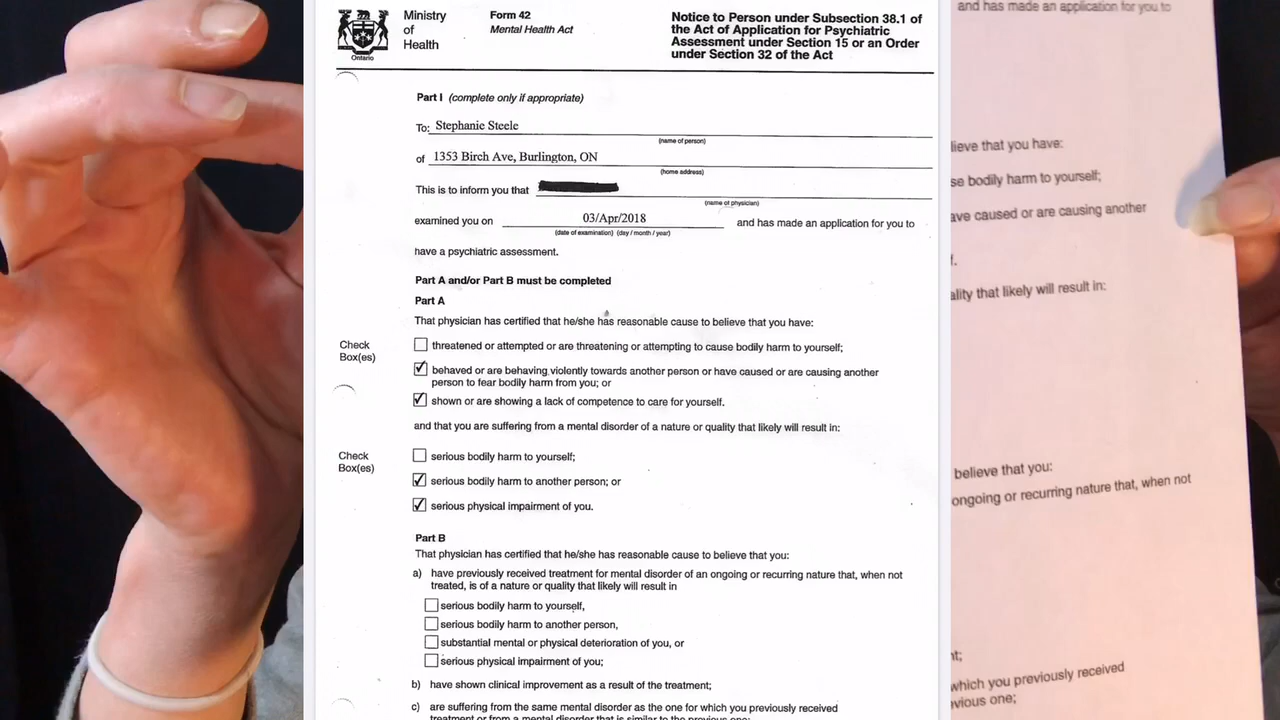 Ministry
of
Health
Ontario
Form 42
Mental Health Act
Notice to Person under Subsection 38.1 of
the Act of Application for Psychiatric
Assessment under Section 15 or an Order
under Section 32 of the Act
Part I (complete only if appropriate)
To: Stephanie Steele
(name of person)
of 1353 Birch Ave, Burlington, ON
(home address)
This is to inform you that
(name of physician)
examined you on 03/Apr/2018 and has made an application for you to
(date of examination) (day / month / year)
have a psychiatric assessment.
Part A and/or Part B must be completed
Part A
That physician has certified that he/she has reasonable cause to believe that you have:
Check
Box(es)
threatened or attempted or are threatening or attempting to cause bodily harm to yourself;
behaved or are behaving violently towards another person or have caused or are causing another
person to fear bodily harm from you; or
shown or are showing a lack of competence to care for yourself.
and that you are suffering from a mental disorder of a nature or quality that likely will result in:
Check
Box(es)
serious bodily harm to yourself;
serious bodily harm to another person; or
serious physical impairment of you.
Part B
That physician has certified that he/she has reasonable cause to believe that you:
a) have previously received treatment for mental disorder of an ongoing or recurring nature that, when not
treated, is of a nature or quality that likely will result in
serious bodily harm to yourself,
serious bodily harm to another person,
substantial mental or physical deterioration of you, or
serious physical impairment of you;
b) have shown clinical improvement as a result of the treatment;
c) are suffering from the same mental disorder as the one for which you previously received
treatment or from a mental disorder that is similar to the previous one;
and has made an application for you to
lieve that you have:
se bodily harm to yourself;
ave caused or are causing another
f.
ality that likely will result in:
believe that you:
ongoing or recurring nature that, when not
nt;
which you previously received
evious one;